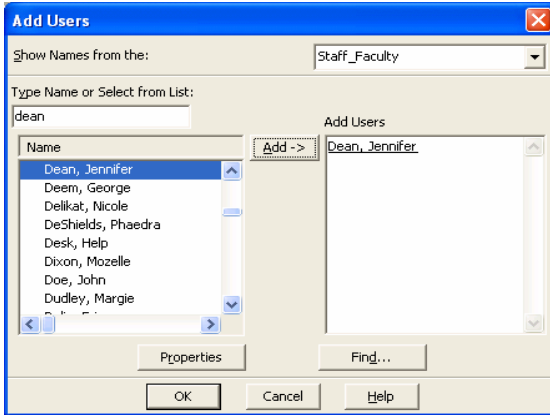 Add Users
Show Names from the:
Staff_Faculty
Type Name or Select from List:
dean
Add Users
Name
Add ->
Dean, Jennifer
Dean, Jennifer
Deem, George
Delikat, Nicole
DeShields, Phaedra
Desk, Help
Dixon, Mozelle
Doe, John
Dudley, Margie
Properties
Find...
OK
Cancel
Help